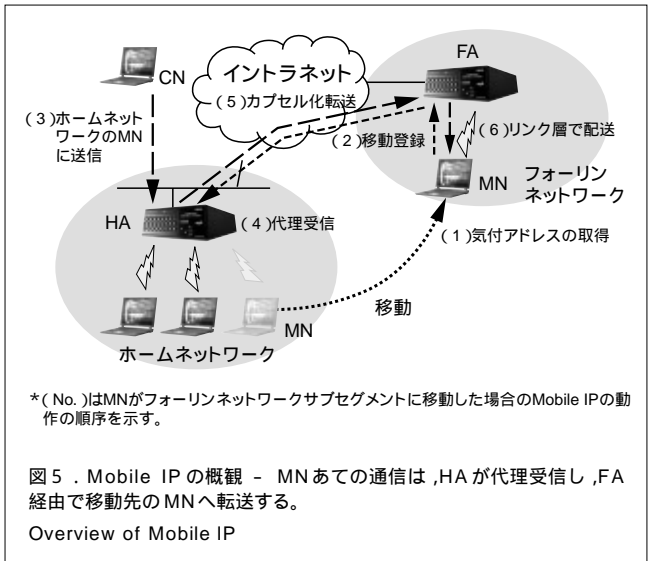 FA
CN
イントラネット
(5)カプセル化転送
(3)ホームネット
ワークのMN
に送信
(2)移動登録
(6)リンク層で配送
MN
フォーリン
ネットワーク
HA
(4)代理受信
(1)気付アドレスの取得
移動
MN
ホームネットワーク
*(No.)はMNがフォーリンネットワークサブセグメントに移動した場合のMobile IPの動
作の順序を示す。
図5.Mobile IPの概観 – MNあての通信は,HAが代理受信し,FA
経由で移動先のMNへ転送する。
Overview of Mobile IP